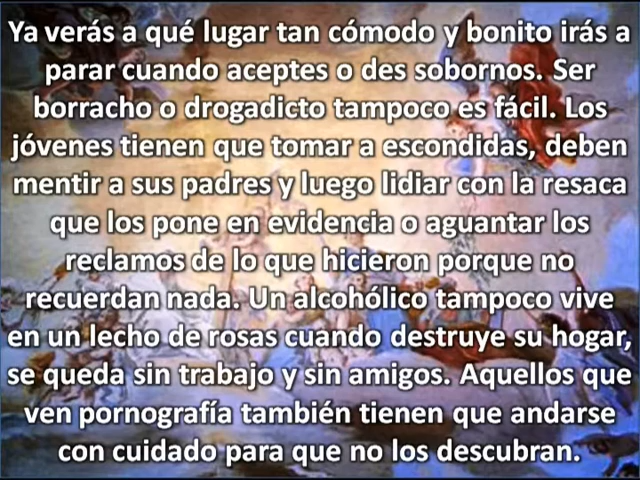 Ya verás a qué lugar tan cómodo y bonito irás a
parar cuando aceptes o des sobornos. Ser
borracho o drogadicto tampoco es fácil. Los
jóvenes tienen que tomar a escondidas, deben
mentir a sus padres y luego lidiar con la resaca
que los pone en evidencia o aguantar los
reclamos de lo que hicieron porque no
recuerdan nada. Un alcohólico tampoco vive
en un lecho de rosas cuando destruye su hogar,
se queda sin trabajo y sin amigos. Aquellos que
ven pornografía también tienen que andarse
con cuidado para que no los descubran.